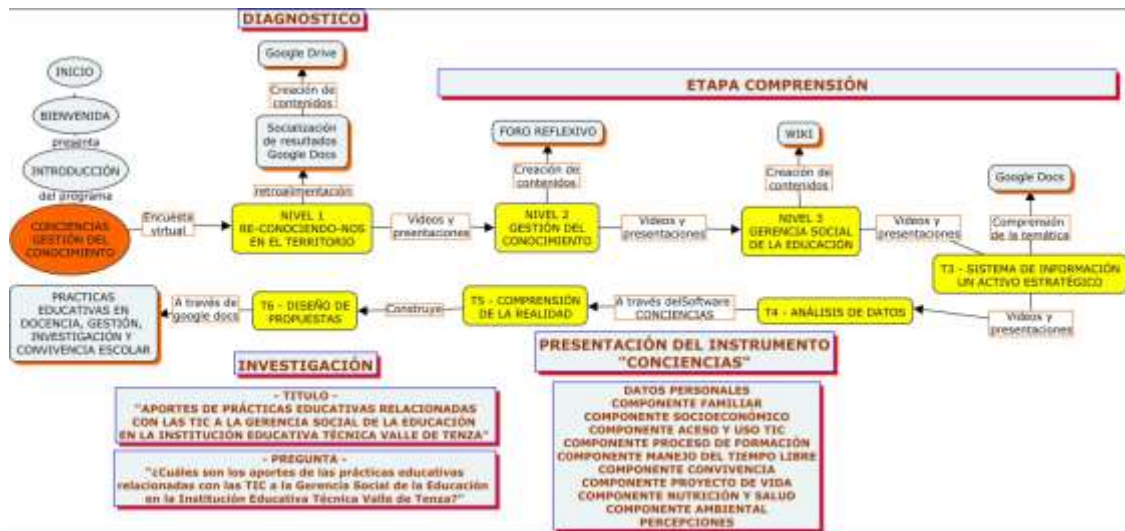 DIAGNÓSTICO
Google Drive
Creación de
contenidos
Socialización
de resultados
Google Docs
retroalimentación
INICIO
BIENVENIDA
presenta
INTRODUCCIÓN
del programa
CONCIENCIAS
GESTIÓN DEL
CONOCIMIENTO
Encuesta
virtual
NIVEL 1
RE-CONOCIENDO-NOS
EN EL TERRITORIO
Videos y
prsentaciones
ETAPA COMPRENSIÓN
FORO REFLEXIVO
Creación de
contenidos
NIVEL 2
GESTIÓN DEL
CONOCIMIENTO
Videos y
presentaciones
WIKI
Creación de
contenidos
NIVEL 3
GERENCIA SOCIAL
DE LA EDUCACIÓN
Videos y
presentaciones
Google Docs
Comprensión
de la temática
T3 - SISTEMA DE INFORMACIÓN
UN ACTIVO ESTRATÉGICO
Videos y
presentaciones
T4 - ANÁLISIS DE DATOS
A través delSoftware
CONCIENCIAS
T5 - COMPRENSIÓN
DE LA REALIDAD
Construye
T6 - DISEÑO DE
PROPUESTAS
A través de
google docs
PRACTICAS
EDUCATIVAS EN
DOCENCIA, GESTIÓN,
INVESTIGACIÓN Y
CONVIVENCIA ESCOLAR
INVESTIGACIÓN
- TITULO -
"APORTES DE PRÁCTICAS EDUCATIVAS RELACIONADAS
CON LAS TIC A LA GERENCIA SOCIAL DE LA EDUCACIÓN
EN LA INSTITUCIÓN EDUCATIVA TÉCNICA VALLE DE TENZA"
- PREGUNTA -
"¿Cuáles son los aportes de las prácticas educativas
relacionadas con las TIC a la Gerencia Social de la Educación
en la Institución Educativa Técnica Valle de Tenza?"
PRESENTACIÓN DEL INSTRUMENTO
"CONCIENCIAS"
DATOS PERSONALES
COMPONENTE FAMILIAR
COMPONENTE SOCIOECONÓMICO
COMPONENTE ACESO Y USO TIC
COMPONENTE PROCESO DE FORMACIÓN
COMPONENTE MANEJO DEL TIEMPO LIBRE
COMPONENTE CONVIVENCIA
COMPONENTE PROYECTO DE VIDA
COMPONENTE NUTRICIÓN Y SALUD
COMPONENTE AMBIENTAL
PERCEPCIONES